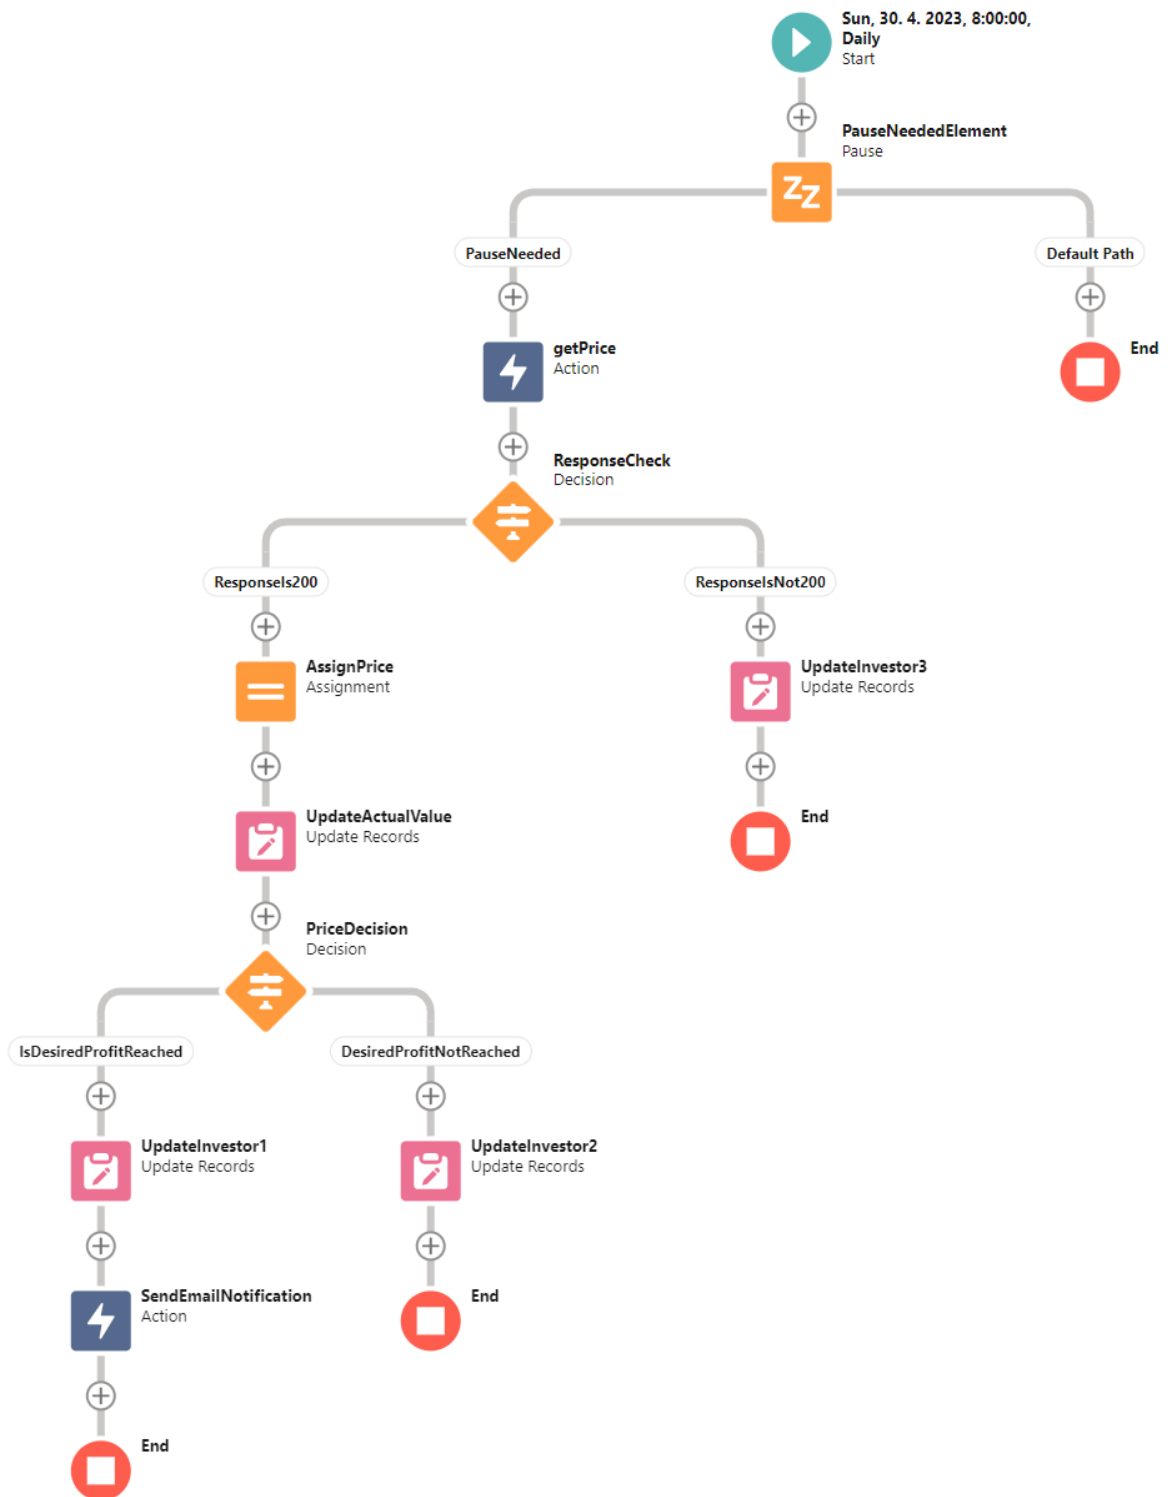 Sun, 30. 4. 2023, 8:00:00,
Daily
Start
PauseNeededElement
Pause
ZZ
PauseNeeded
Default Path
getPrice
Action
End
ResponseCheck
Decision
ResponseIs200
ResponseIsNot200
AssignPrice
Assignment
UpdateInvestor3
Update Records
UpdateActualValue
Update Records
End
PriceDecision
Decision
IsDesiredProfitReached
DesiredProfitNotReached
UpdateInvestor1
Update Records
UpdateInvestor2
Update Records
SendEmailNotification
Action
End
End